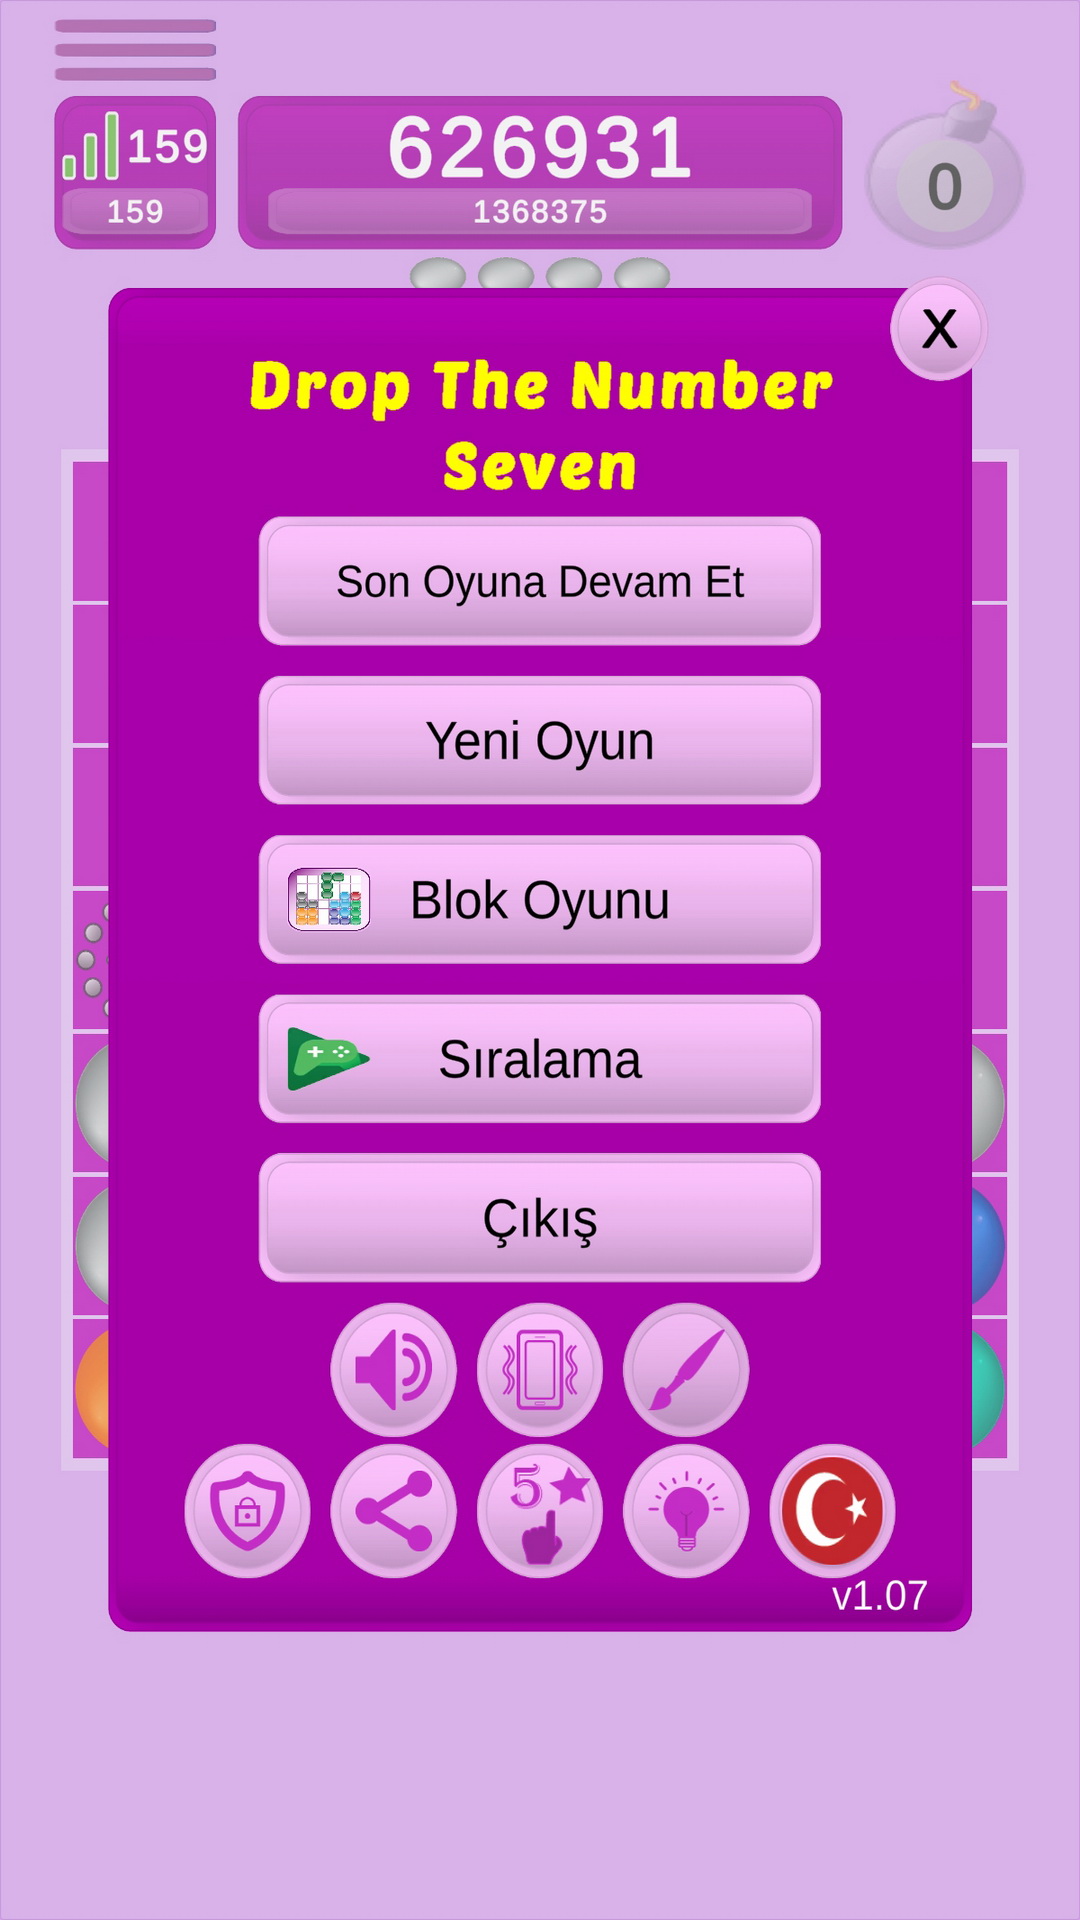 159
159
626931
1368375
0
X
Drop The Number
Seven
Son Oyuna Devam Et
Yeni Oyun
Blok Oyunu
Sıralama
Çıkış
5
v1.07